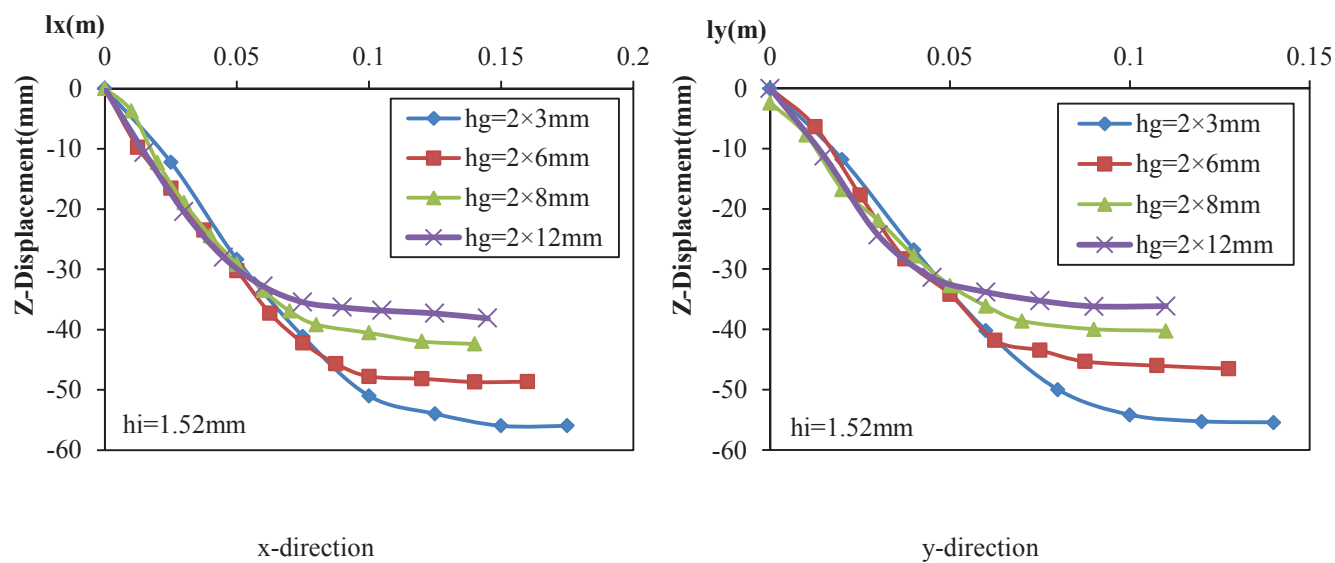 lx(m)
0 0.05 0.1 0.15 0.2
Z-Displacement(mm)
0
-10
-20
-30
-40
-50
-60
hg=2×3mm
hg=2×6mm
hg=2×8mm
hg=2×12mm
hi=1.52mm
x-direction
ly(m)
0 0.05 0.1 0.15
Z-Displacement(mm)
0
-10
-20
-30
-40
-50
-60
hg=2×3mm
hg=2×6mm
hg=2×8mm
hg=2×12mm
hi=1.52mm
y-direction